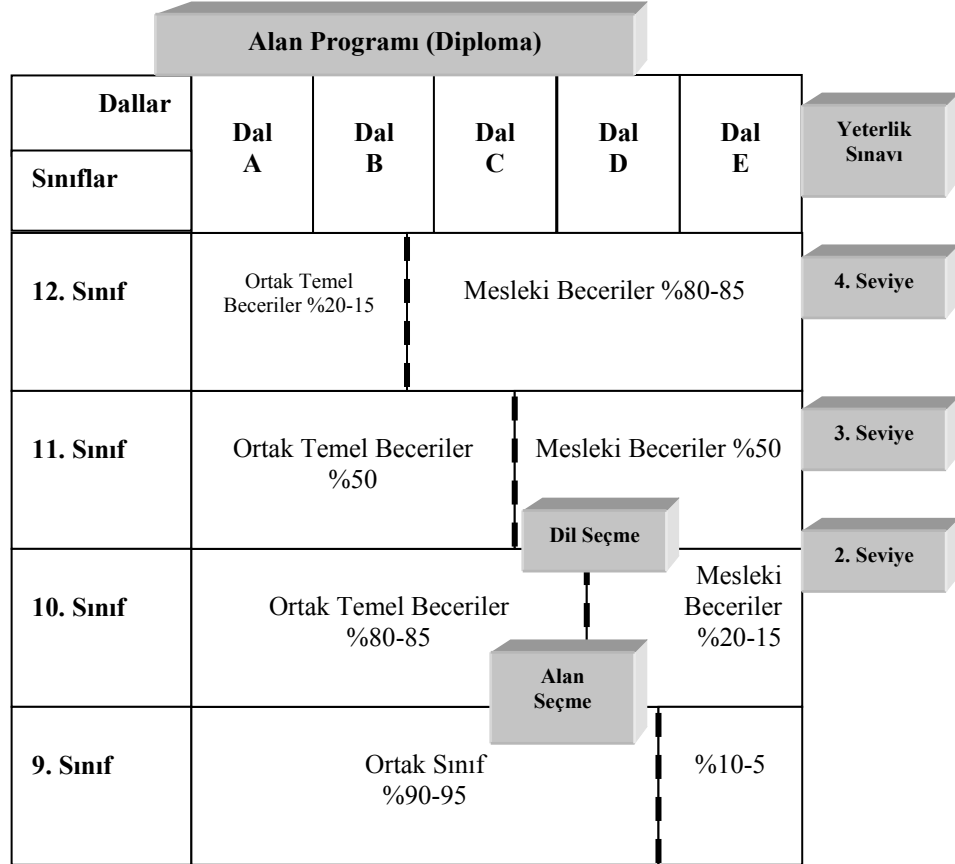 Alan Programı (Diploma)
Dallar
Sınıflar
Dal
A
Dal
B
Dal
C
Dal
D
Dal
E
Yeterlik
Sınavı
12. Sınıf
Ortak Temel
Beceriler %20-15
Mesleki Beceriler %80-85
4. Seviye
11. Sınıf
Ortak Temel Beceriler
%50
Mesleki Beceriler %50
3. Seviye
Dil Seçme
2. Seviye
10. Sınıf
Ortak Temel Beceriler
%80-85
Mesleki
Beceriler
%20-15
Alan
Seçme
9. Sınıf
Ortak Sınıf
%90-95
%10-5